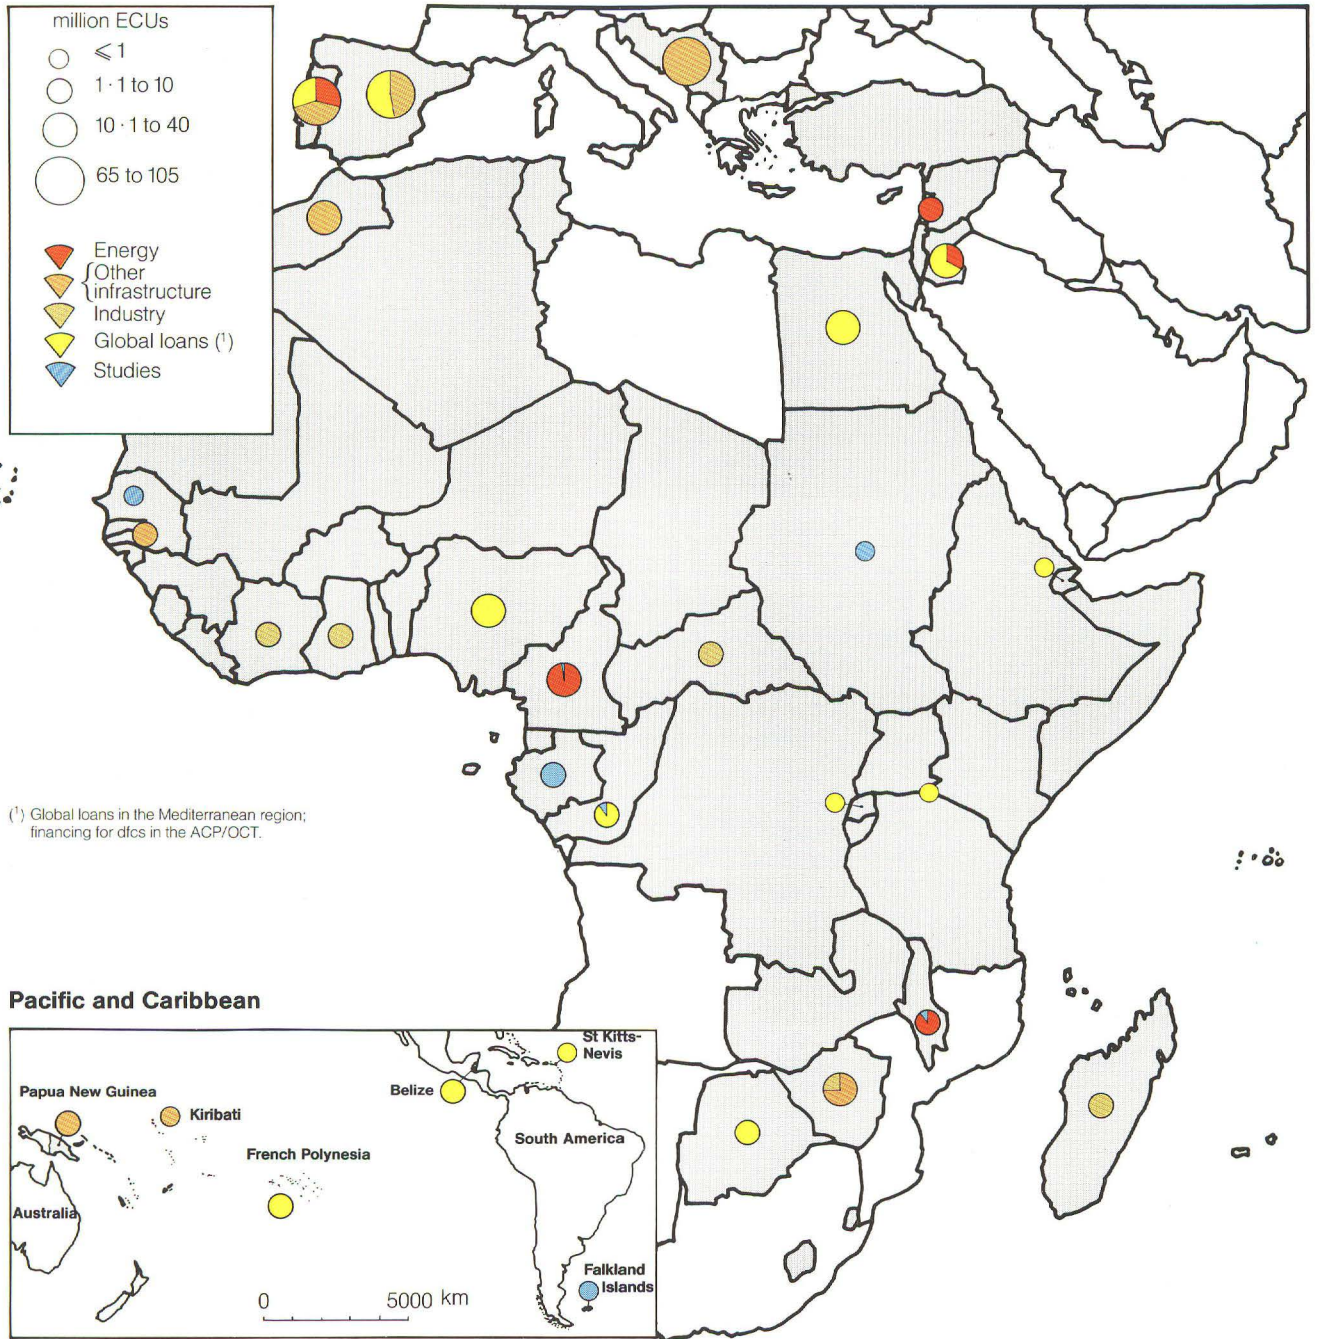 million ECUs
⩽ 1
1·1 to 10
10·1 to 40
65 to 105
Energy
Other
infrastructure
Industry
Global loans (¹)
Studies
(¹) Global loans in the Mediterranean region;
financing for dfcs in the ACP/OCT.
Pacific and Caribbean
St Kitts-
Nevis
Belize
Papua New Guinea
Kiribati
South America
French Polynesia
Australia
Falkland
Islands
0 5000 km